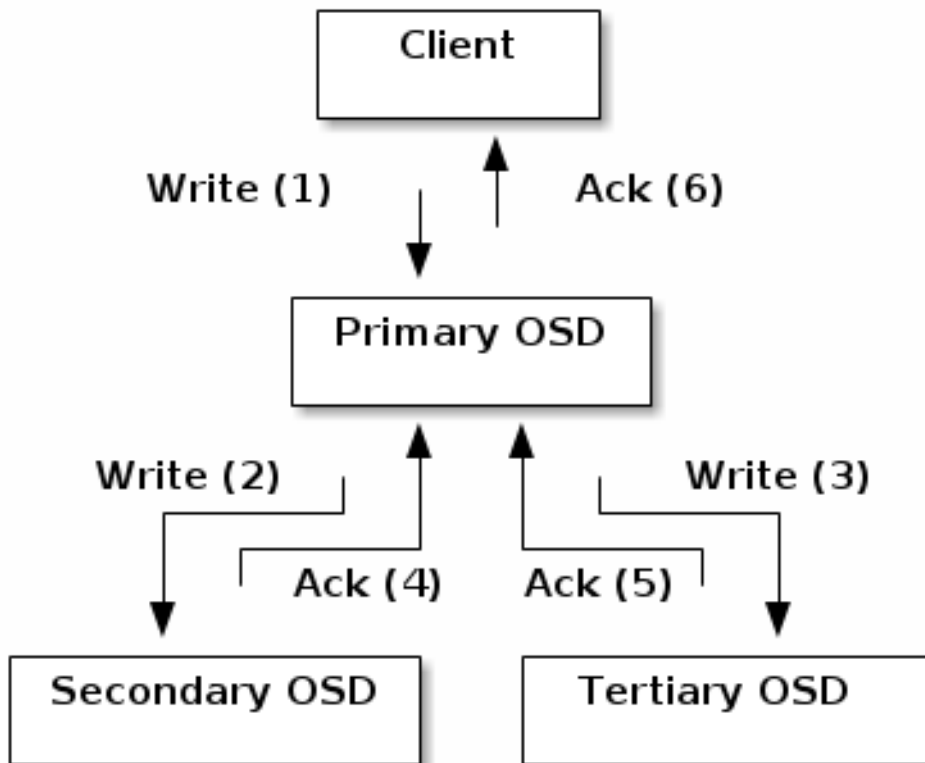 Client
Write (1)
Ack (6)
Primary OSD
Write (2)
Write (3)
Ack (4)
Ack (5)
Secondary OSD
Tertiary OSD